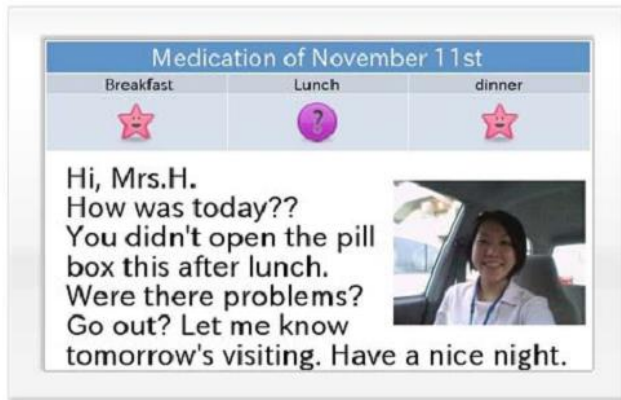 Medication of November 11st
Breakfast Lunch dinner
?
Hi, Mrs.H.
How was today??
You didn't open the pill
box this after lunch.
Were there problems?
Go out? Let me know
tomorrow's visiting. Have a nice night.